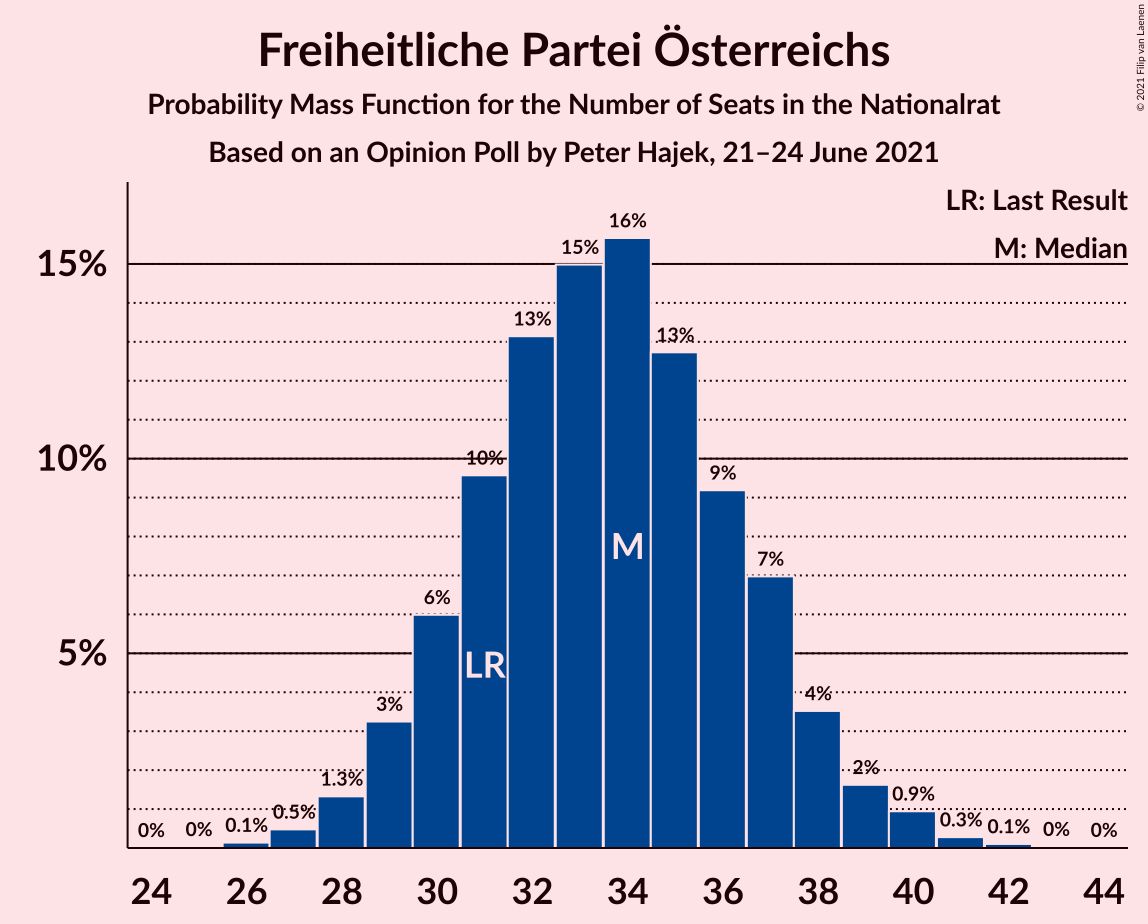 Freiheitliche Partei Österreichs
Probability Mass Function for the Number of Seats in the Nationalrat
Based on an Opinion Poll by Peter Hajek, 21–24 June 2021
© 2021 Filip van Laenen
LR: Last Result
M: Median
15%
10%
5%
0%
0%
0.1%
0.5%
1.3%
3%
6%
10%
13%
15%
16%
13%
9%
7%
4%
2%
0.9%
0.3%
0.1%
0%
0%
LR
M
24 26 28 30 32 34 36 38 40 42 44